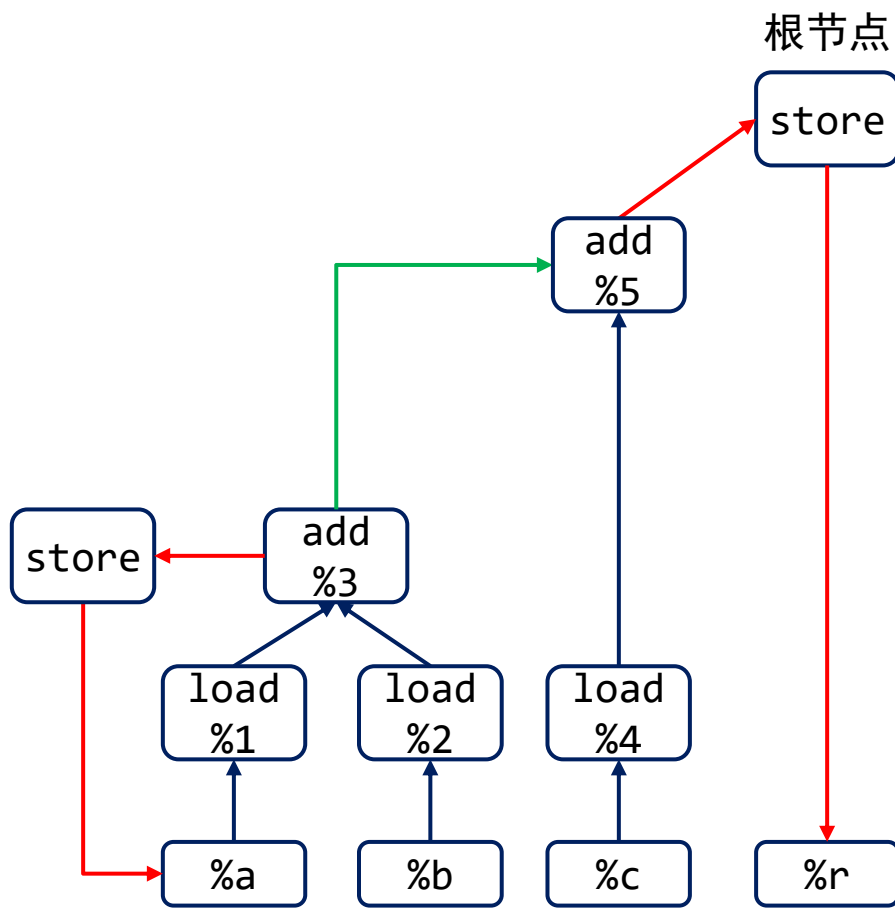 根节点
store
add
%5
store
add
%3
load
%1
load
%2
load
%4
%a
%b
%c
%r